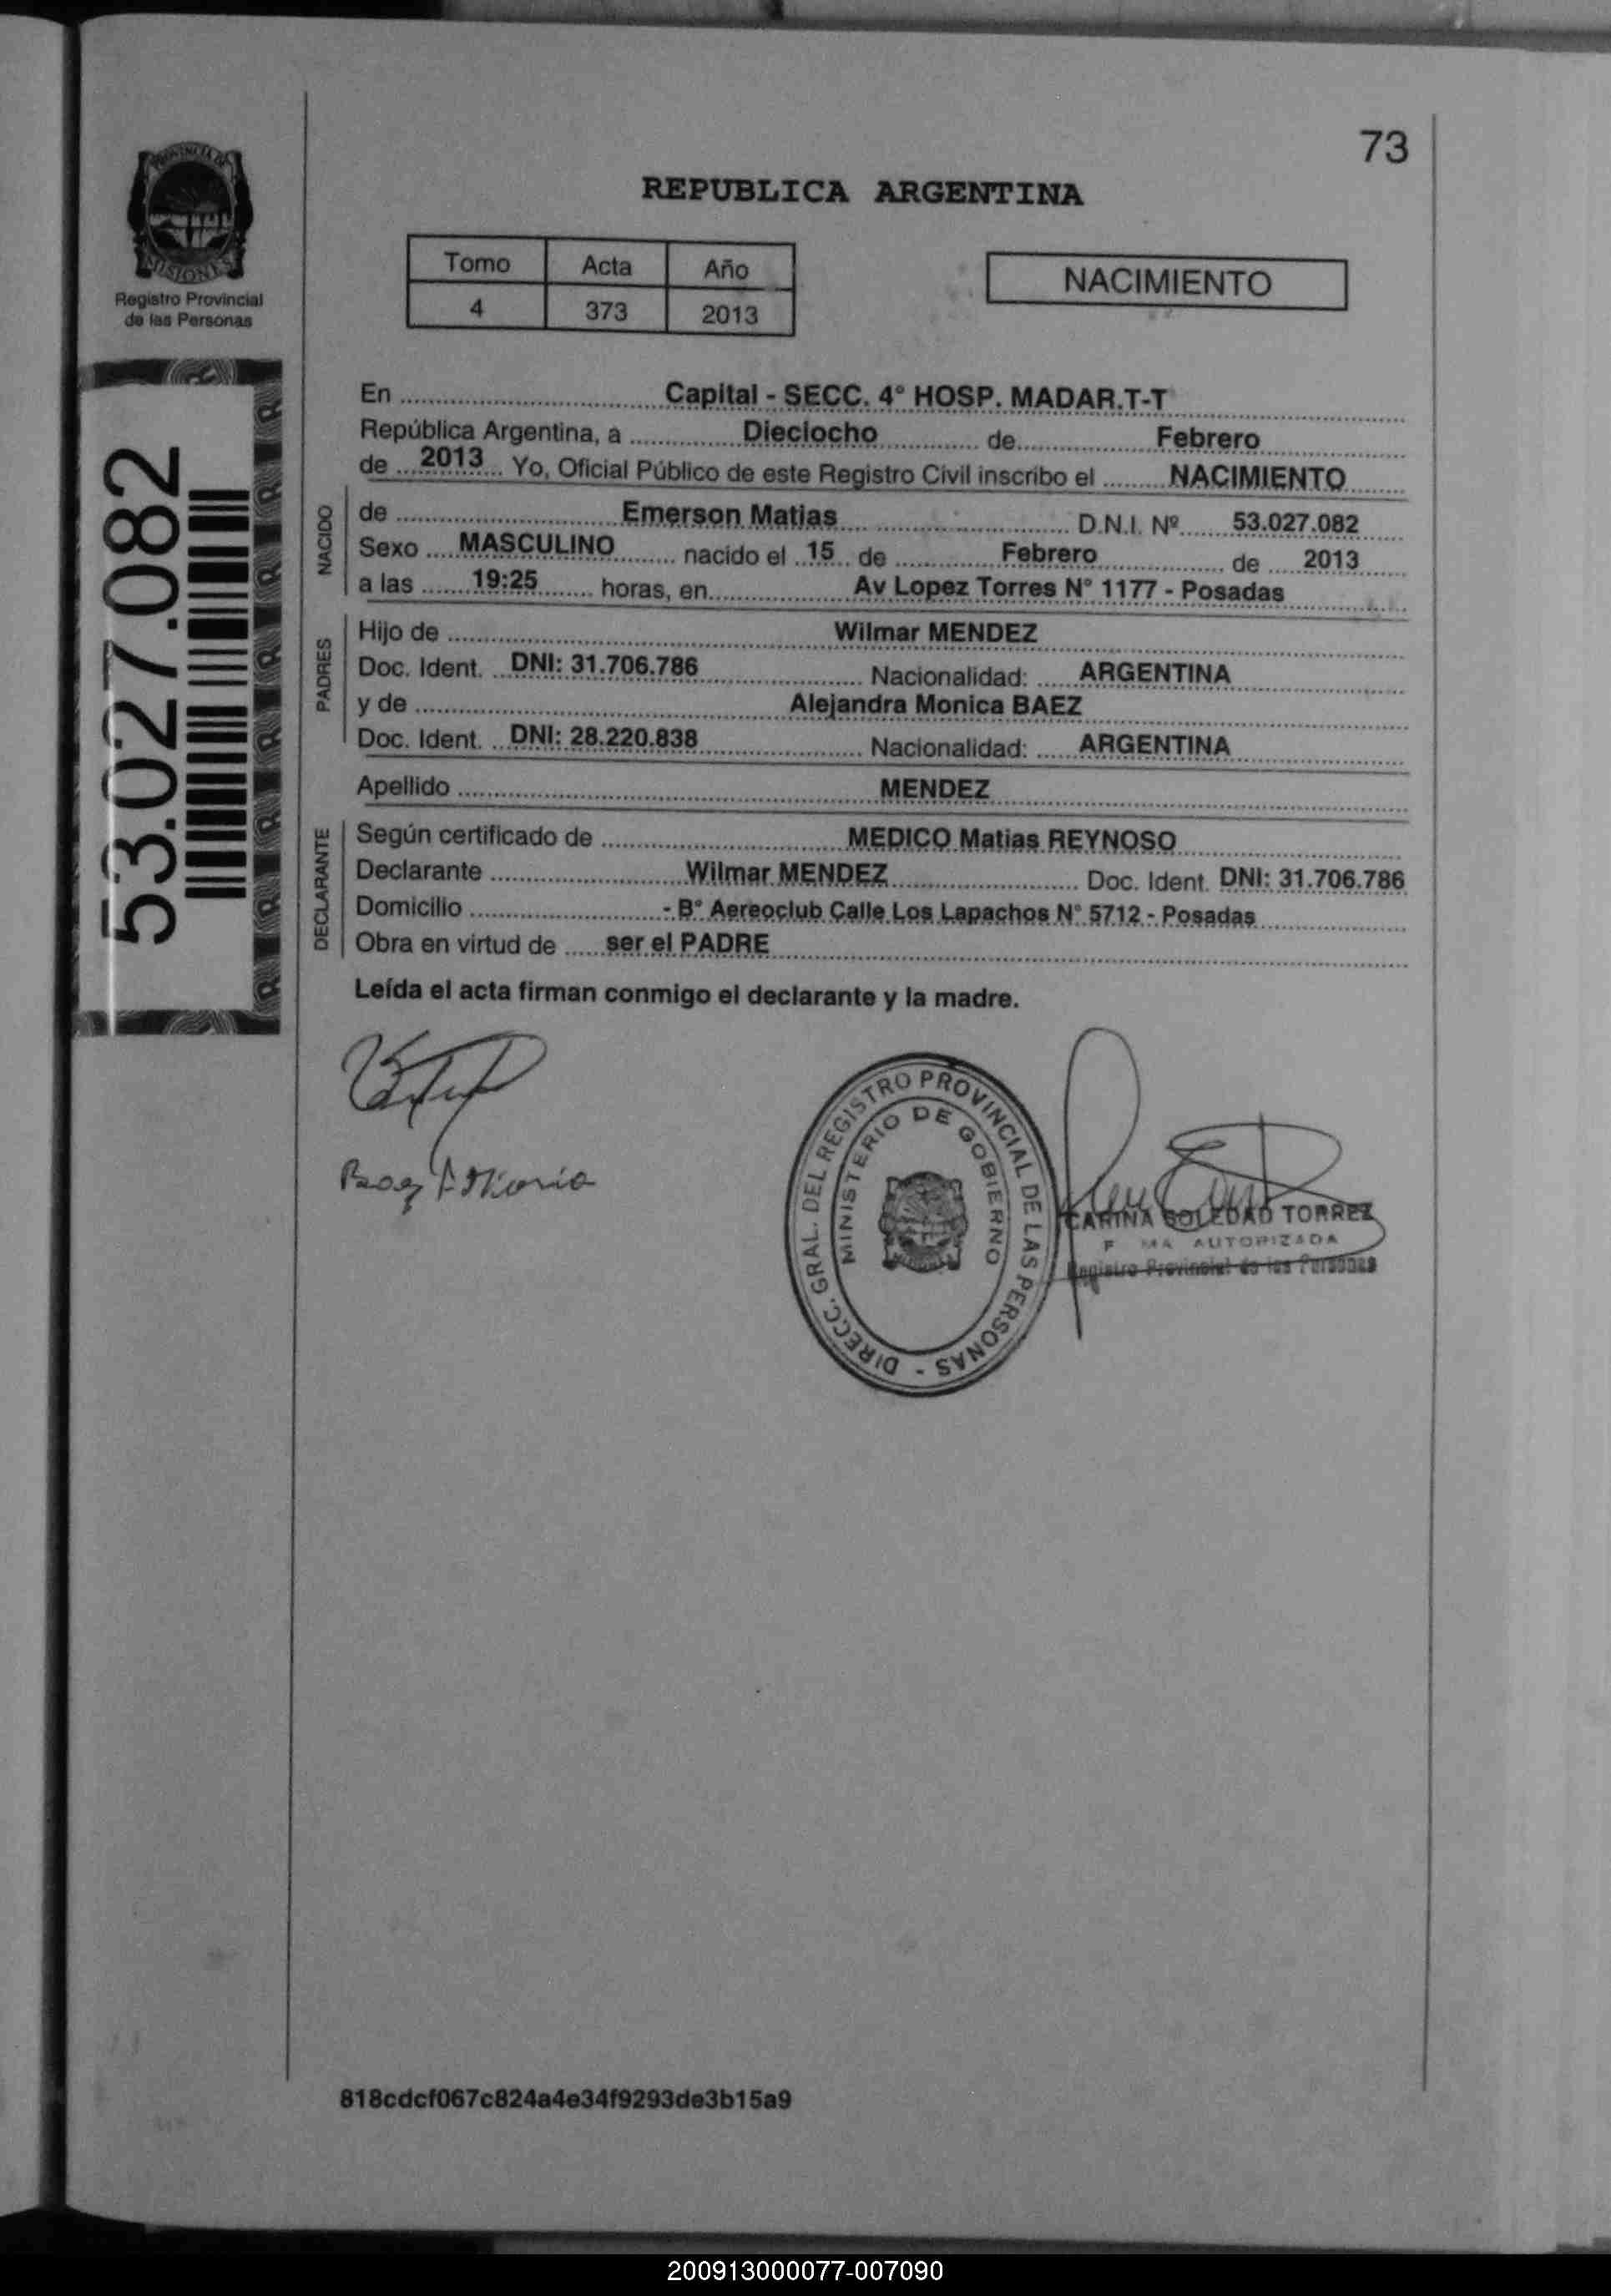 73
PROVINCIA DE
MISIONES
Registro Provincial
de las Personas
REPUBLICA ARGENTINA
Tomo Acta Año
4 373 2013
NACIMIENTO
53.027.082
En Capital - SECC. 4° HOSP. MADAR.T-T
República Argentina, a Dieciocho de Febrero
de 2013 Yo, Oficial Público de este Registro Civil inscribo el NACIMIENTO
NACIDO
de Emerson Matias D.N.I. Nº 53.027.082
Sexo MASCULINO nacido el 15 de Febrero de 2013
a las 19:25 horas, en Av Lopez Torres N° 1177 - Posadas
PADRES
Hijo de Wilmar MENDEZ
Doc. Ident. DNI: 31.706.786 Nacionalidad: ARGENTINA
y de Alejandra Monica BAEZ
Doc. Ident. DNI: 28.220.838 Nacionalidad: ARGENTINA
Apellido MENDEZ
DECLARANTE
Según certificado de MEDICO Matias REYNOSO
Declarante Wilmar MENDEZ Doc. Ident. DNI: 31.706.786
Domicilio - B° Aereoclub Calle Los Lapachos N° 5712 - Posadas
Obra en virtud de ser el PADRE
Leída el acta firman conmigo el declarante y la madre.
DIRECC. GRAL. DEL REGISTRO PROVINCIAL DE LAS PERSONAS -
MINISTERIO DE GOBIERNO
CARINA SOLEDAD TORREZ
AUTORIZADA
Registro Provincial de las Personas
818cdcf067c824a4e34f9293de3b15a9
200913000077-007090